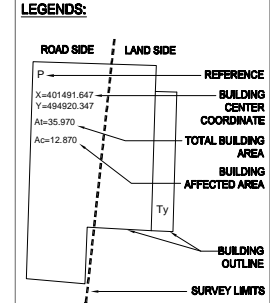 LEGENDS:
ROAD SIDE LAND SIDE
P
REFERENCE
X=401491.647
Y=494920.347
BUILDING
CENTER
COORDINATE
At=35.970
TOTAL BUILDING
AREA
Ac=12.870
BUILDING
AFFECTED AREA
Ty
BUILDING
OUTLINE
SURVEY LIMITS